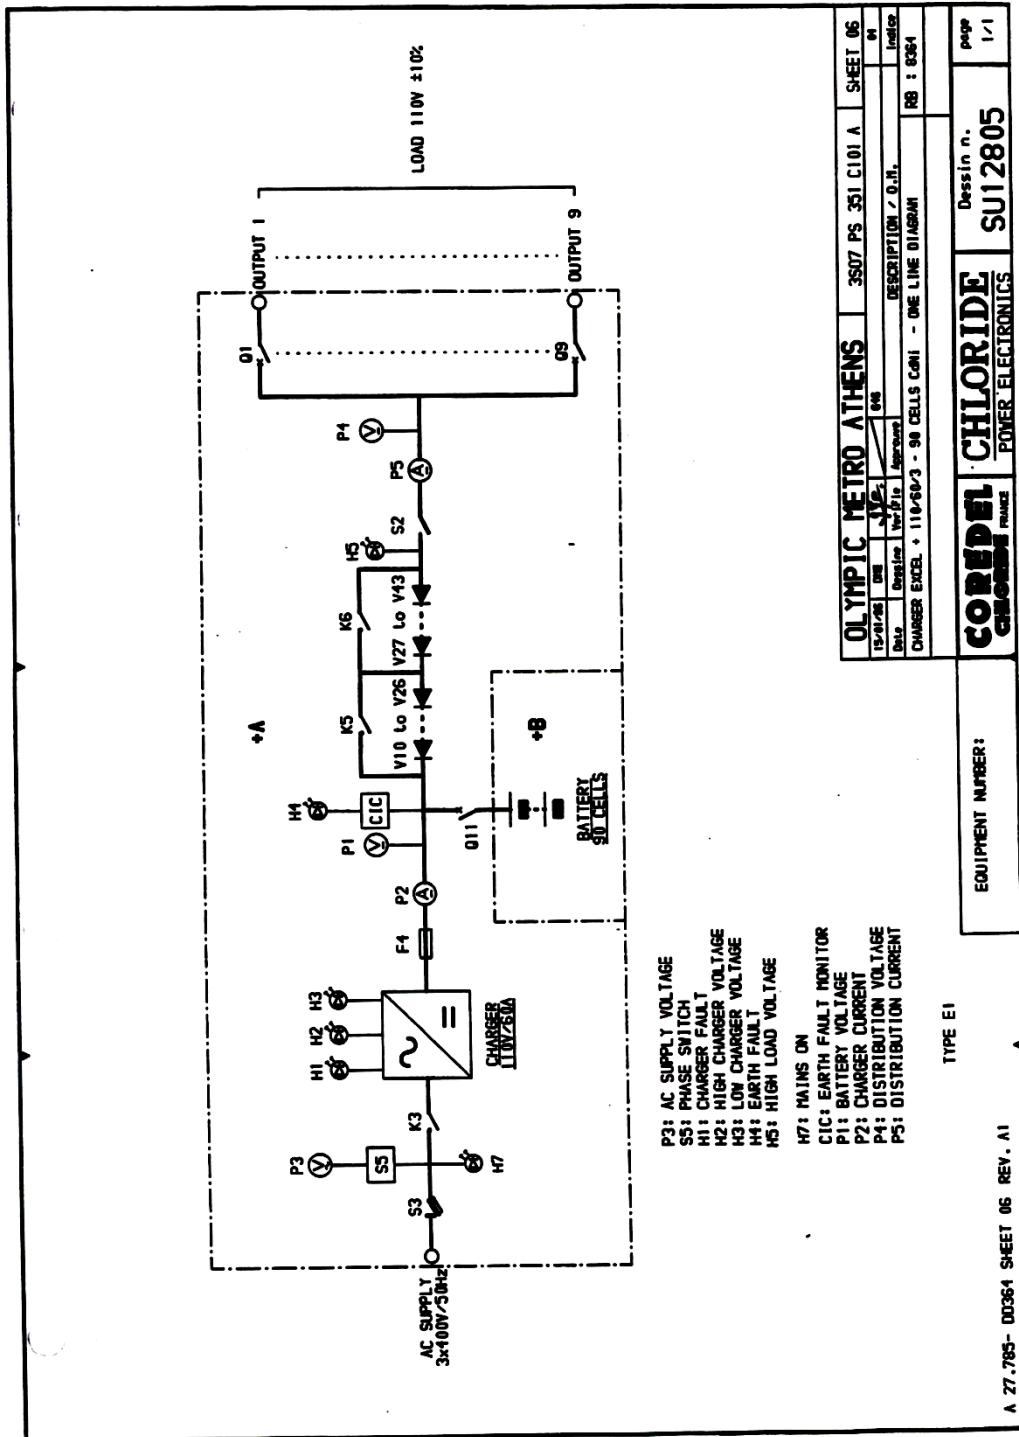 +A
AC SUPPLY
3x400V/50Hz
S3
P3
S5
H7
K3
H1
H2
H3
CHARGER
110V/60A
F4
P2
P1
H4
CIC
Q11
BATTERY
90 CELLS
+B
K5
V10 to V26
K6
V27 to V43
H5
S2
P5
P4
Q1
OUTPUT 1
Q9
OUTPUT 9
LOAD 110V ±10%
P3: AC SUPPLY VOLTAGE
S5: PHASE SWITCH
H1: CHARGER FAULT
H2: HIGH CHARGER VOLTAGE
H3: LOW CHARGER VOLTAGE
H4: EARTH FAULT
H5: HIGH LOAD VOLTAGE
H7: MAINS ON
CIC: EARTH FAULT MONITOR
P1: BATTERY VOLTAGE
P2: CHARGER CURRENT
P4: DISTRIBUTION VOLTAGE
P5: DISTRIBUTION CURRENT
TYPE E1
A 27.785- DD364 SHEET 06 REV. A1
EQUIPMENT NUMBER:
OLYMPIC METRO ATHENS 3S07 PS 351 C101 A SHEET 06
Date Dessine Verifie Approuve DESCRIPTION / O.M. Indice
CHARGER EXCEL + 110/60/3 - 90 CELLS CdNi - ONE LINE DIAGRAM RB : 8364
COREDEL
CHLORIDE FRANCE
CHLORIDE
POWER ELECTRONICS
Dessin n.
SU12805
page
1/1